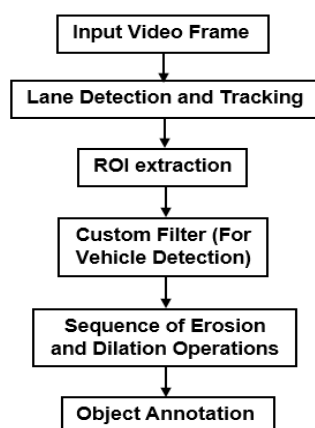 Input Video Frame
Lane Detection and Tracking
ROI extraction
Custom Filter (For
Vehicle Detection)
Sequence of Erosion
and Dilation Operations
Object Annotation